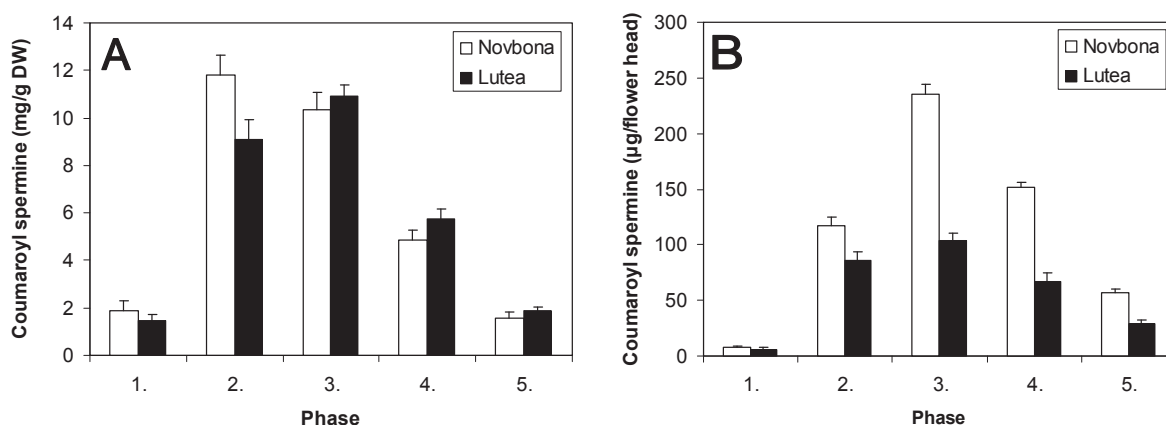 A
Coumaroyl spermine (mg/g DW)
14
12
10
8
6
4
2
0
Novbona
Lutea
1. 2. 3. 4. 5.
Phase
B
Coumaroyl spermine (µg/flower head)
300
250
200
150
100
50
0
Novbona
Lutea
1. 2. 3. 4. 5.
Phase